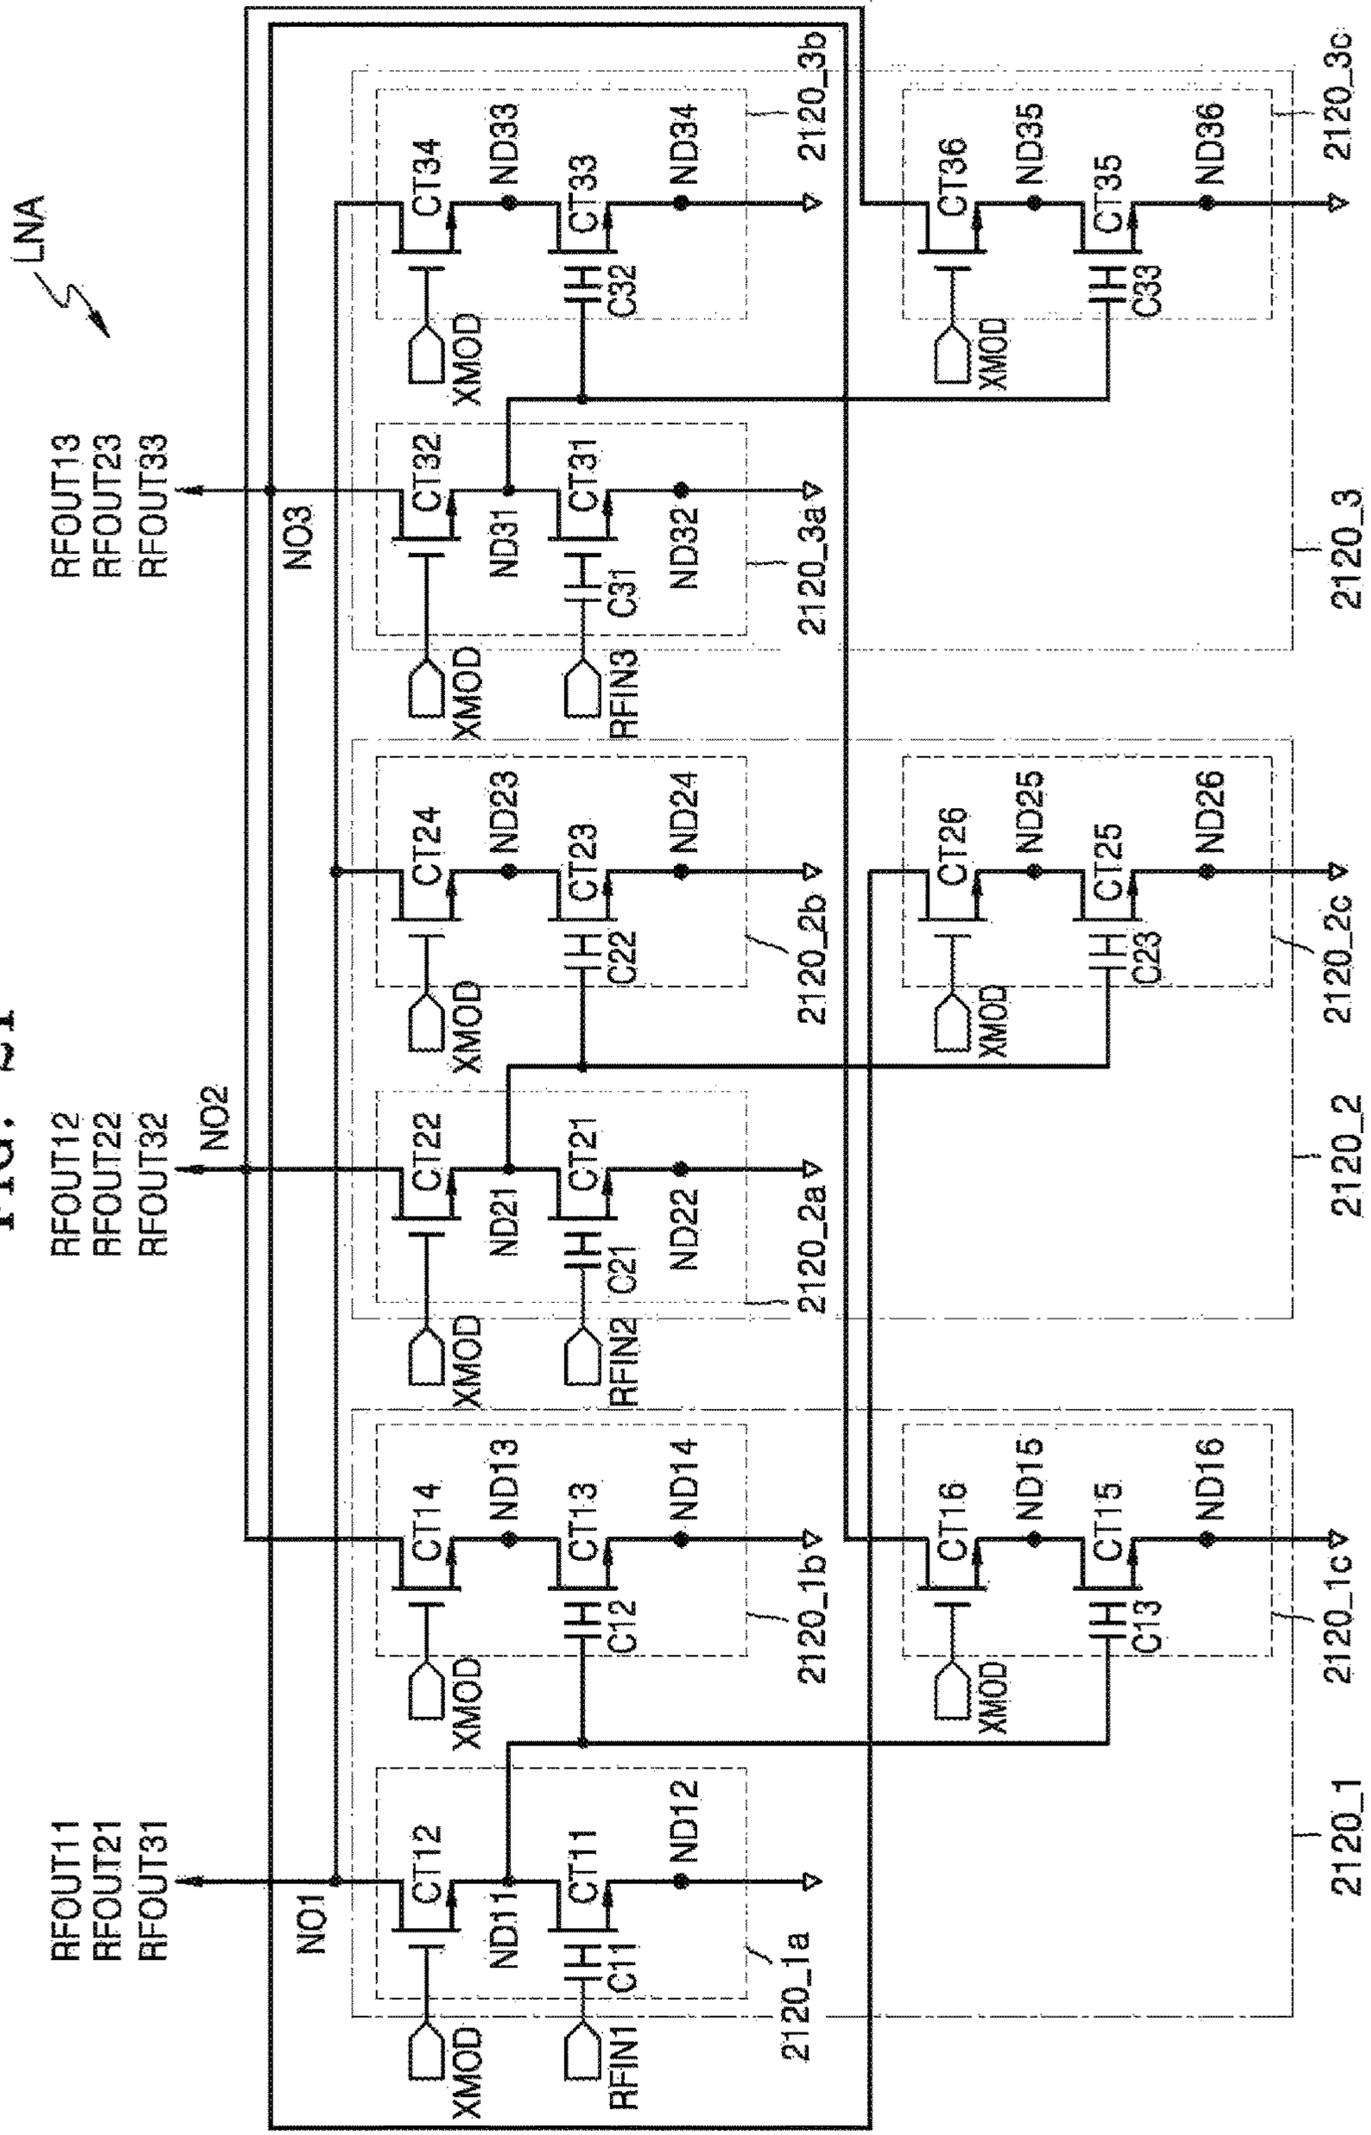 FIG. 21
LNA
RFOUT11
RFOUT21
RFOUT31
RFOUT12
RFOUT22
RFOUT32
RFOUT13
RFOUT23
RFOUT33
NO1
NO2
NO3
XMOD
CT12
ND11
RFIN1
C11
CT11
ND12
2120_1a
XMOD
CT14
ND13
C12
CT13
ND14
2120_1b
XMOD
CT16
ND15
C13
CT15
ND16
2120_1c
2120_1
XMOD
CT22
ND21
RFIN2
C21
CT21
ND22
2120_2a
XMOD
CT24
ND23
C22
CT23
ND24
2120_2b
XMOD
CT26
ND25
C23
CT25
ND26
2120_2c
2120_2
XMOD
CT32
ND31
RFIN3
C31
CT31
ND32
2120_3a
XMOD
CT34
ND33
C32
CT33
ND34
2120_3b
XMOD
CT36
ND35
C33
CT35
ND36
2120_3c
2120_3